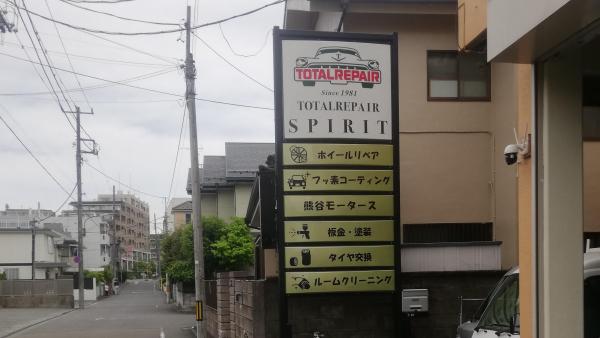 TOTALREPAIR
Since 1981
TOTALREPAIR
SPIRIT
ホイールリペア
フッ素コーティング
熊谷モータース
板金・塗装
タイヤ交換
ルームクリーニング